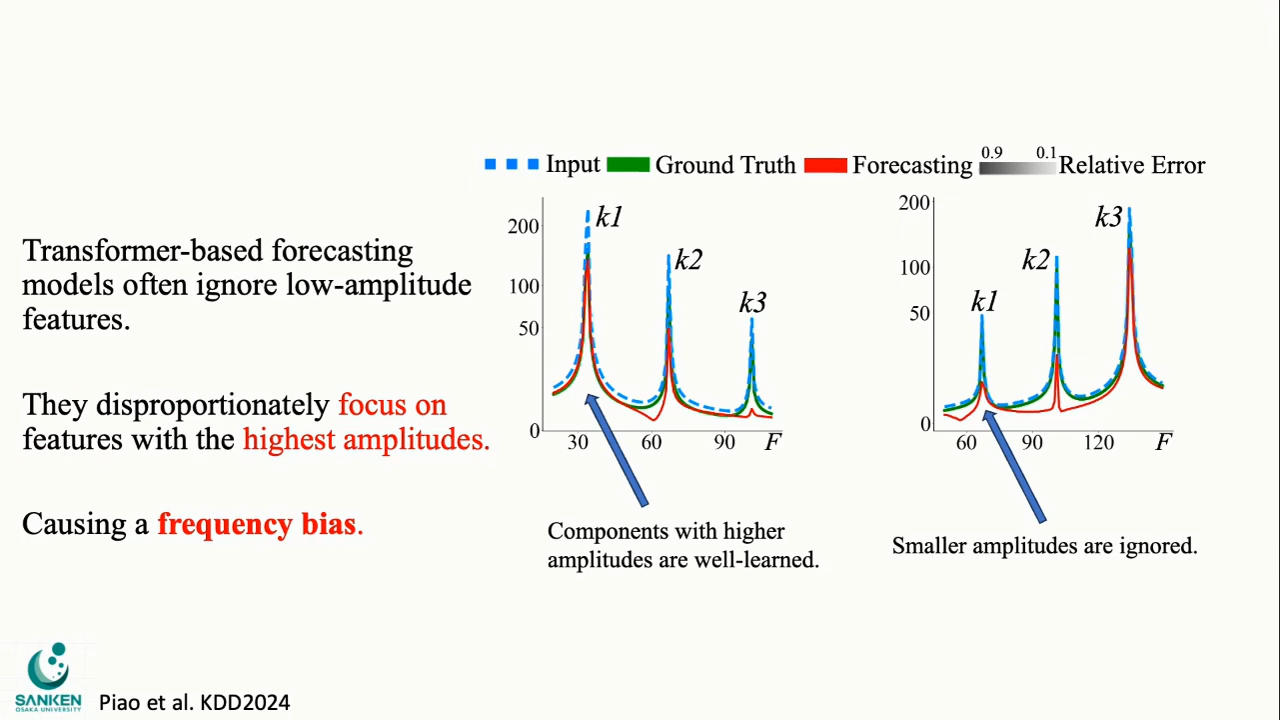 Input Ground Truth Forecasting 0.9 0.1 Relative Error
Transformer-based forecasting
models often ignore low-amplitude
features.
They disproportionately focus on
features with the highest amplitudes.
Causing a frequency bias.
200
100
50
0
30 60 90 F
k1
k2
k3
Components with higher
amplitudes are well-learned.
200
100
50
0
60 90 120 F
k1
k2
k3
Smaller amplitudes are ignored.
SANKEN
OSAKA UNIVERSITY
Piao et al. KDD2024